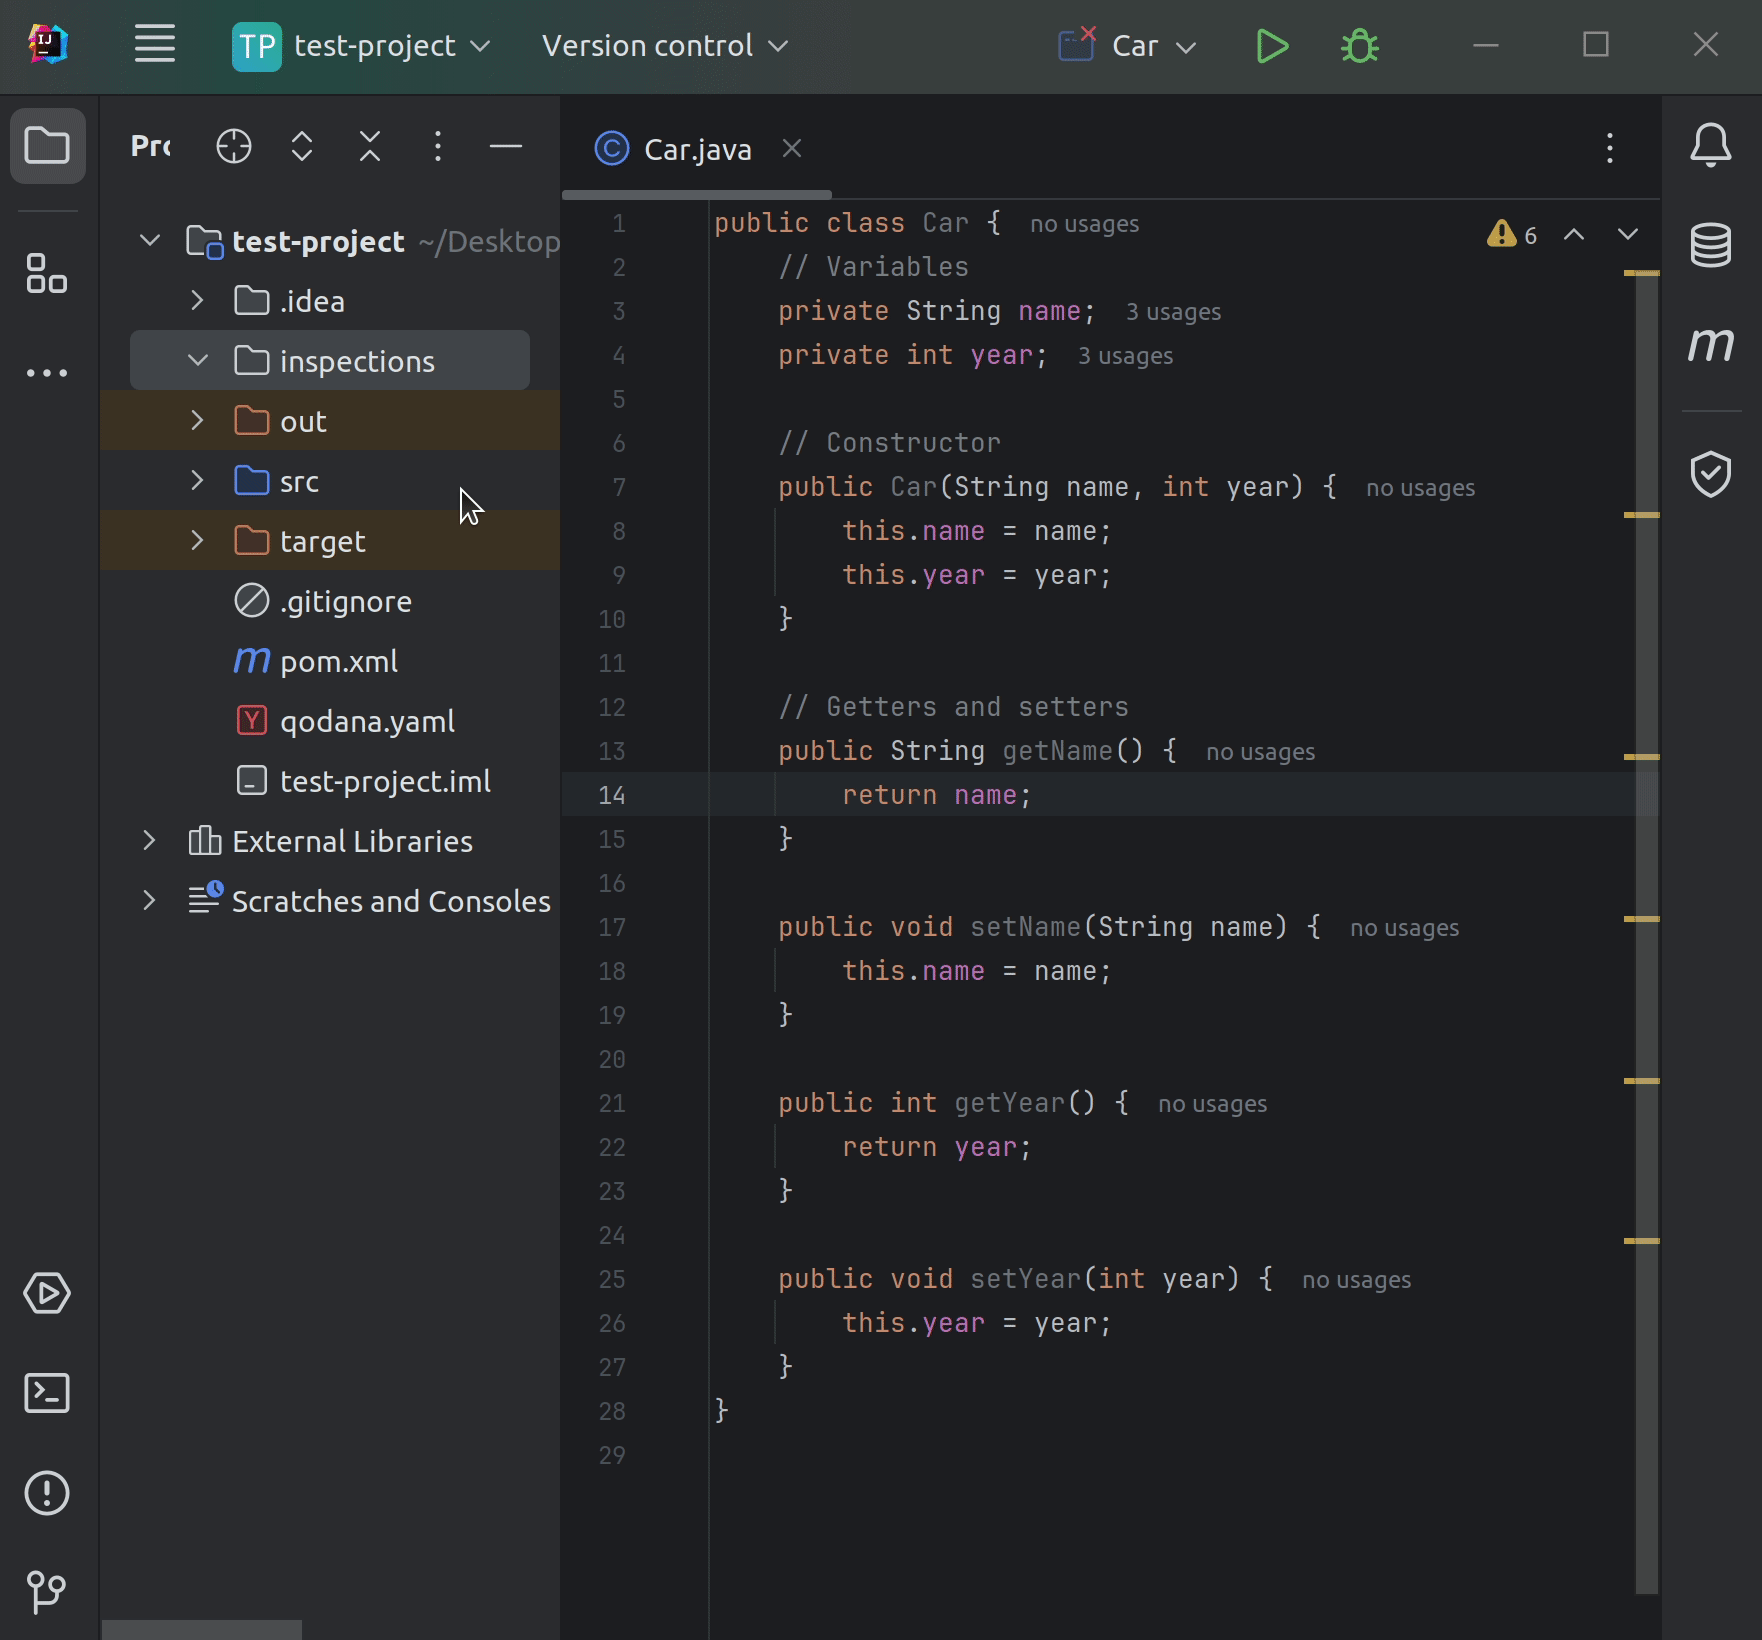 IJ
TP test-project Version control Car
Pro
Car.java
test-project ~/Desktop
.idea
inspections
out
src
target
.gitignore
m pom.xml
Y qodana.yaml
test-project.iml
External Libraries
Scratches and Consoles
6
m
1 public class Car { no usages
2 // Variables
3 private String name; 3 usages
4 private int year; 3 usages
5
6 // Constructor
7 public Car(String name, int year) { no usages
8 this.name = name;
9 this.year = year;
10 }
11
12 // Getters and setters
13 public String getName() { no usages
14 return name;
15 }
16
17 public void setName(String name) { no usages
18 this.name = name;
19 }
20
21 public int getYear() { no usages
22 return year;
23 }
24
25 public void setYear(int year) { no usages
26 this.year = year;
27 }
28 }
29